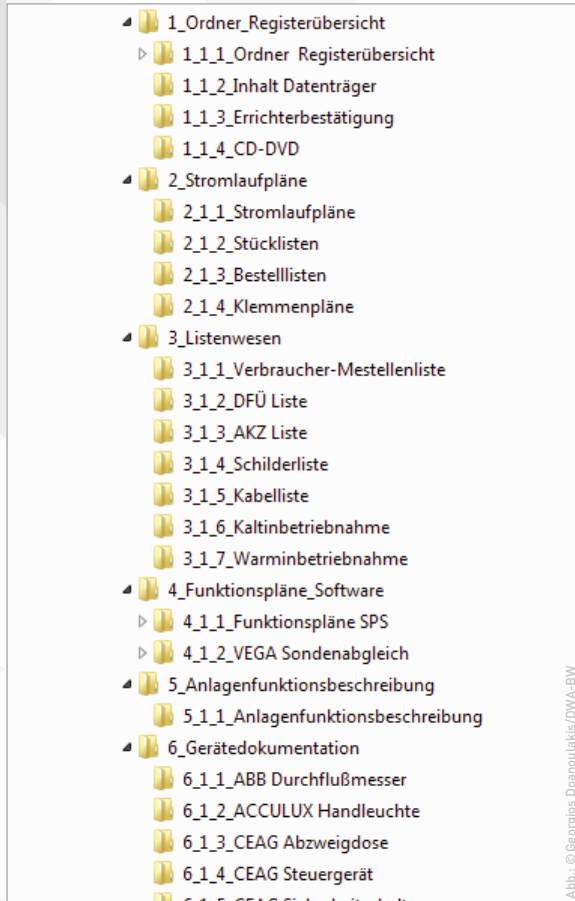 1_Ordner_Registerübersicht
1_1_1_Ordner Registerübersicht
1_1_2_Inhalt Datenträger
1_1_3_Errichterbestätigung
1_1_4_CD-DVD
2_Stromlaufpläne
2_1_1_Stromlaufpläne
2_1_2_Stücklisten
2_1_3_Bestelllisten
2_1_4_Klemmenpläne
3_Listenwesen
3_1_1_Verbraucher-Mestellenliste
3_1_2_DFÜ Liste
3_1_3_AKZ Liste
3_1_4_Schilderliste
3_1_5_Kabelliste
3_1_6_Kaltinbetriebnahme
3_1_7_Warminbetriebnahme
4_Funktionspläne_Software
4_1_1_Funktionspläne SPS
4_1_2_VEGA Sondenabgleich
5_Anlagenfunktionsbeschreibung
5_1_1_Anlagenfunktionsbeschreibung
6_Gerätedokumentation
6_1_1_ABB Durchflußmesser
6_1_2_ACCULUX Handleuchte
6_1_3_CEAG Abzweigdose
6_1_4_CEAG Steuergerät
Abb.: © Georgios Doanoulakis/DWA-BW